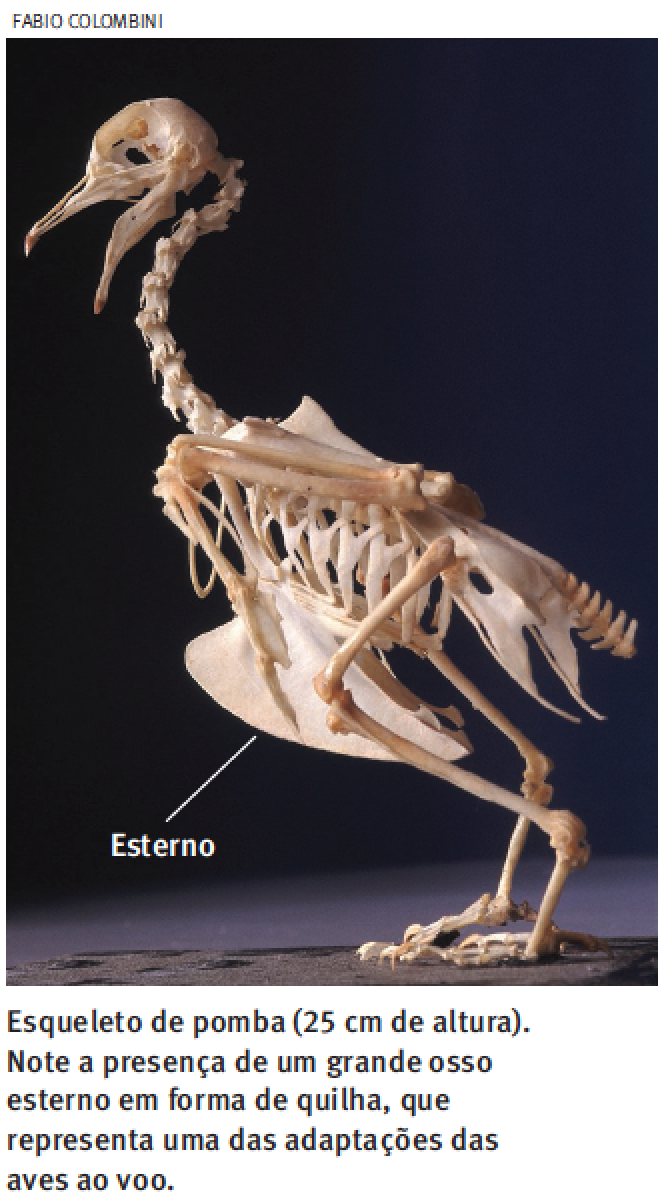 FABIO COLOMBINI
Esterno
Esqueleto de pomba (25 cm de altura).
Note a presença de um grande osso
esterno em forma de quilha, que
representa uma das adaptações das
aves ao voo.